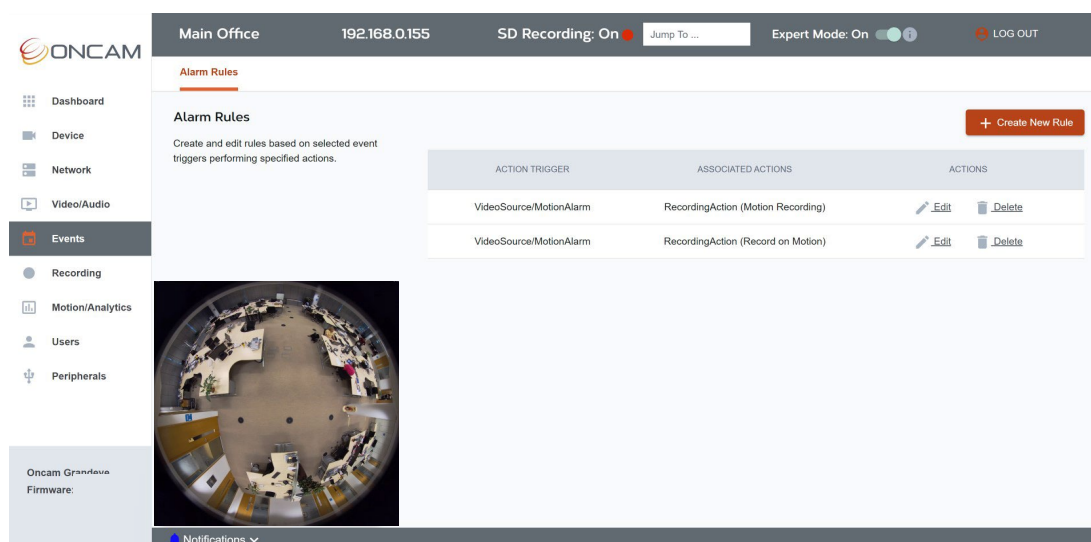 ONCAM
Main Office 192.168.0.155 SD Recording: On Jump To ... Expert Mode: On i LOG OUT
Alarm Rules
Dashboard
Device
Network
Video/Audio
Events
Recording
Motion/Analytics
Users
Peripherals
Oncam Grandeye
Firmware:
Alarm Rules
Create and edit rules based on selected event
triggers performing specified actions.
+ Create New Rule
ACTION TRIGGER ASSOCIATED ACTIONS ACTIONS
VideoSource/MotionAlarm RecordingAction (Motion Recording) Edit Delete
VideoSource/MotionAlarm RecordingAction (Record on Motion) Edit Delete
Notifications